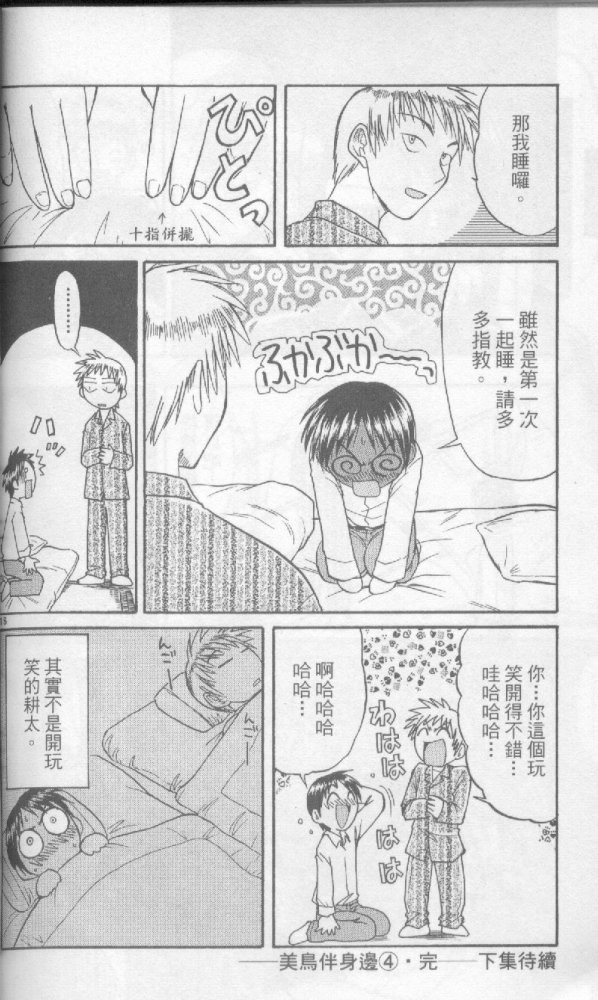 那我睡囉。
ぴとっ
十指併攏
雖然是第一次
一起睡，請多
多指教。
ふかぶか〜〜っ
…………
你…你這個玩
笑開得不錯…
哇哈哈哈…
わはは
はは
啊哈哈哈
哈哈…
其實不是開玩
笑的耕太。
——美鳥伴身邊④・完——下集待續